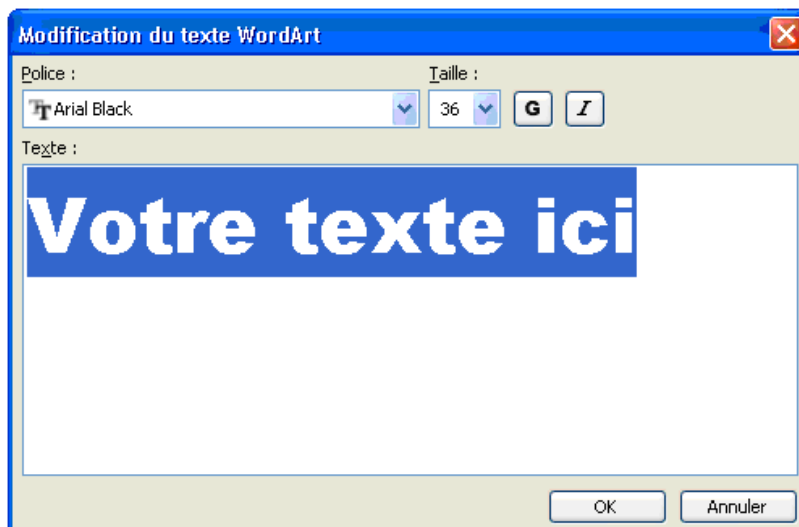 Modification du texte WordArt
Police : Taille :
Arial Black 36 G I
Texte :
Votre texte ici
OK Annuler